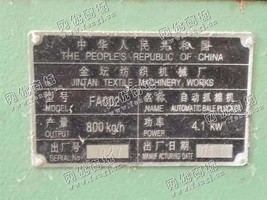 中华人民共和国
THE PEOPLE'S REPUBLIC OF CHINA
金坛纺织机械
JINTAN TEXTILE MACHINERY WORKS
型号 MODEL FA002 名称 NAME 自动抓棉机 AUTOMATIC BALE PLUCKER
产量 OUTPUT 800 kg/h 功率 POWER 4.1 KW
出厂号 SERIAL No 出厂日期 MANUFACTURING DATE